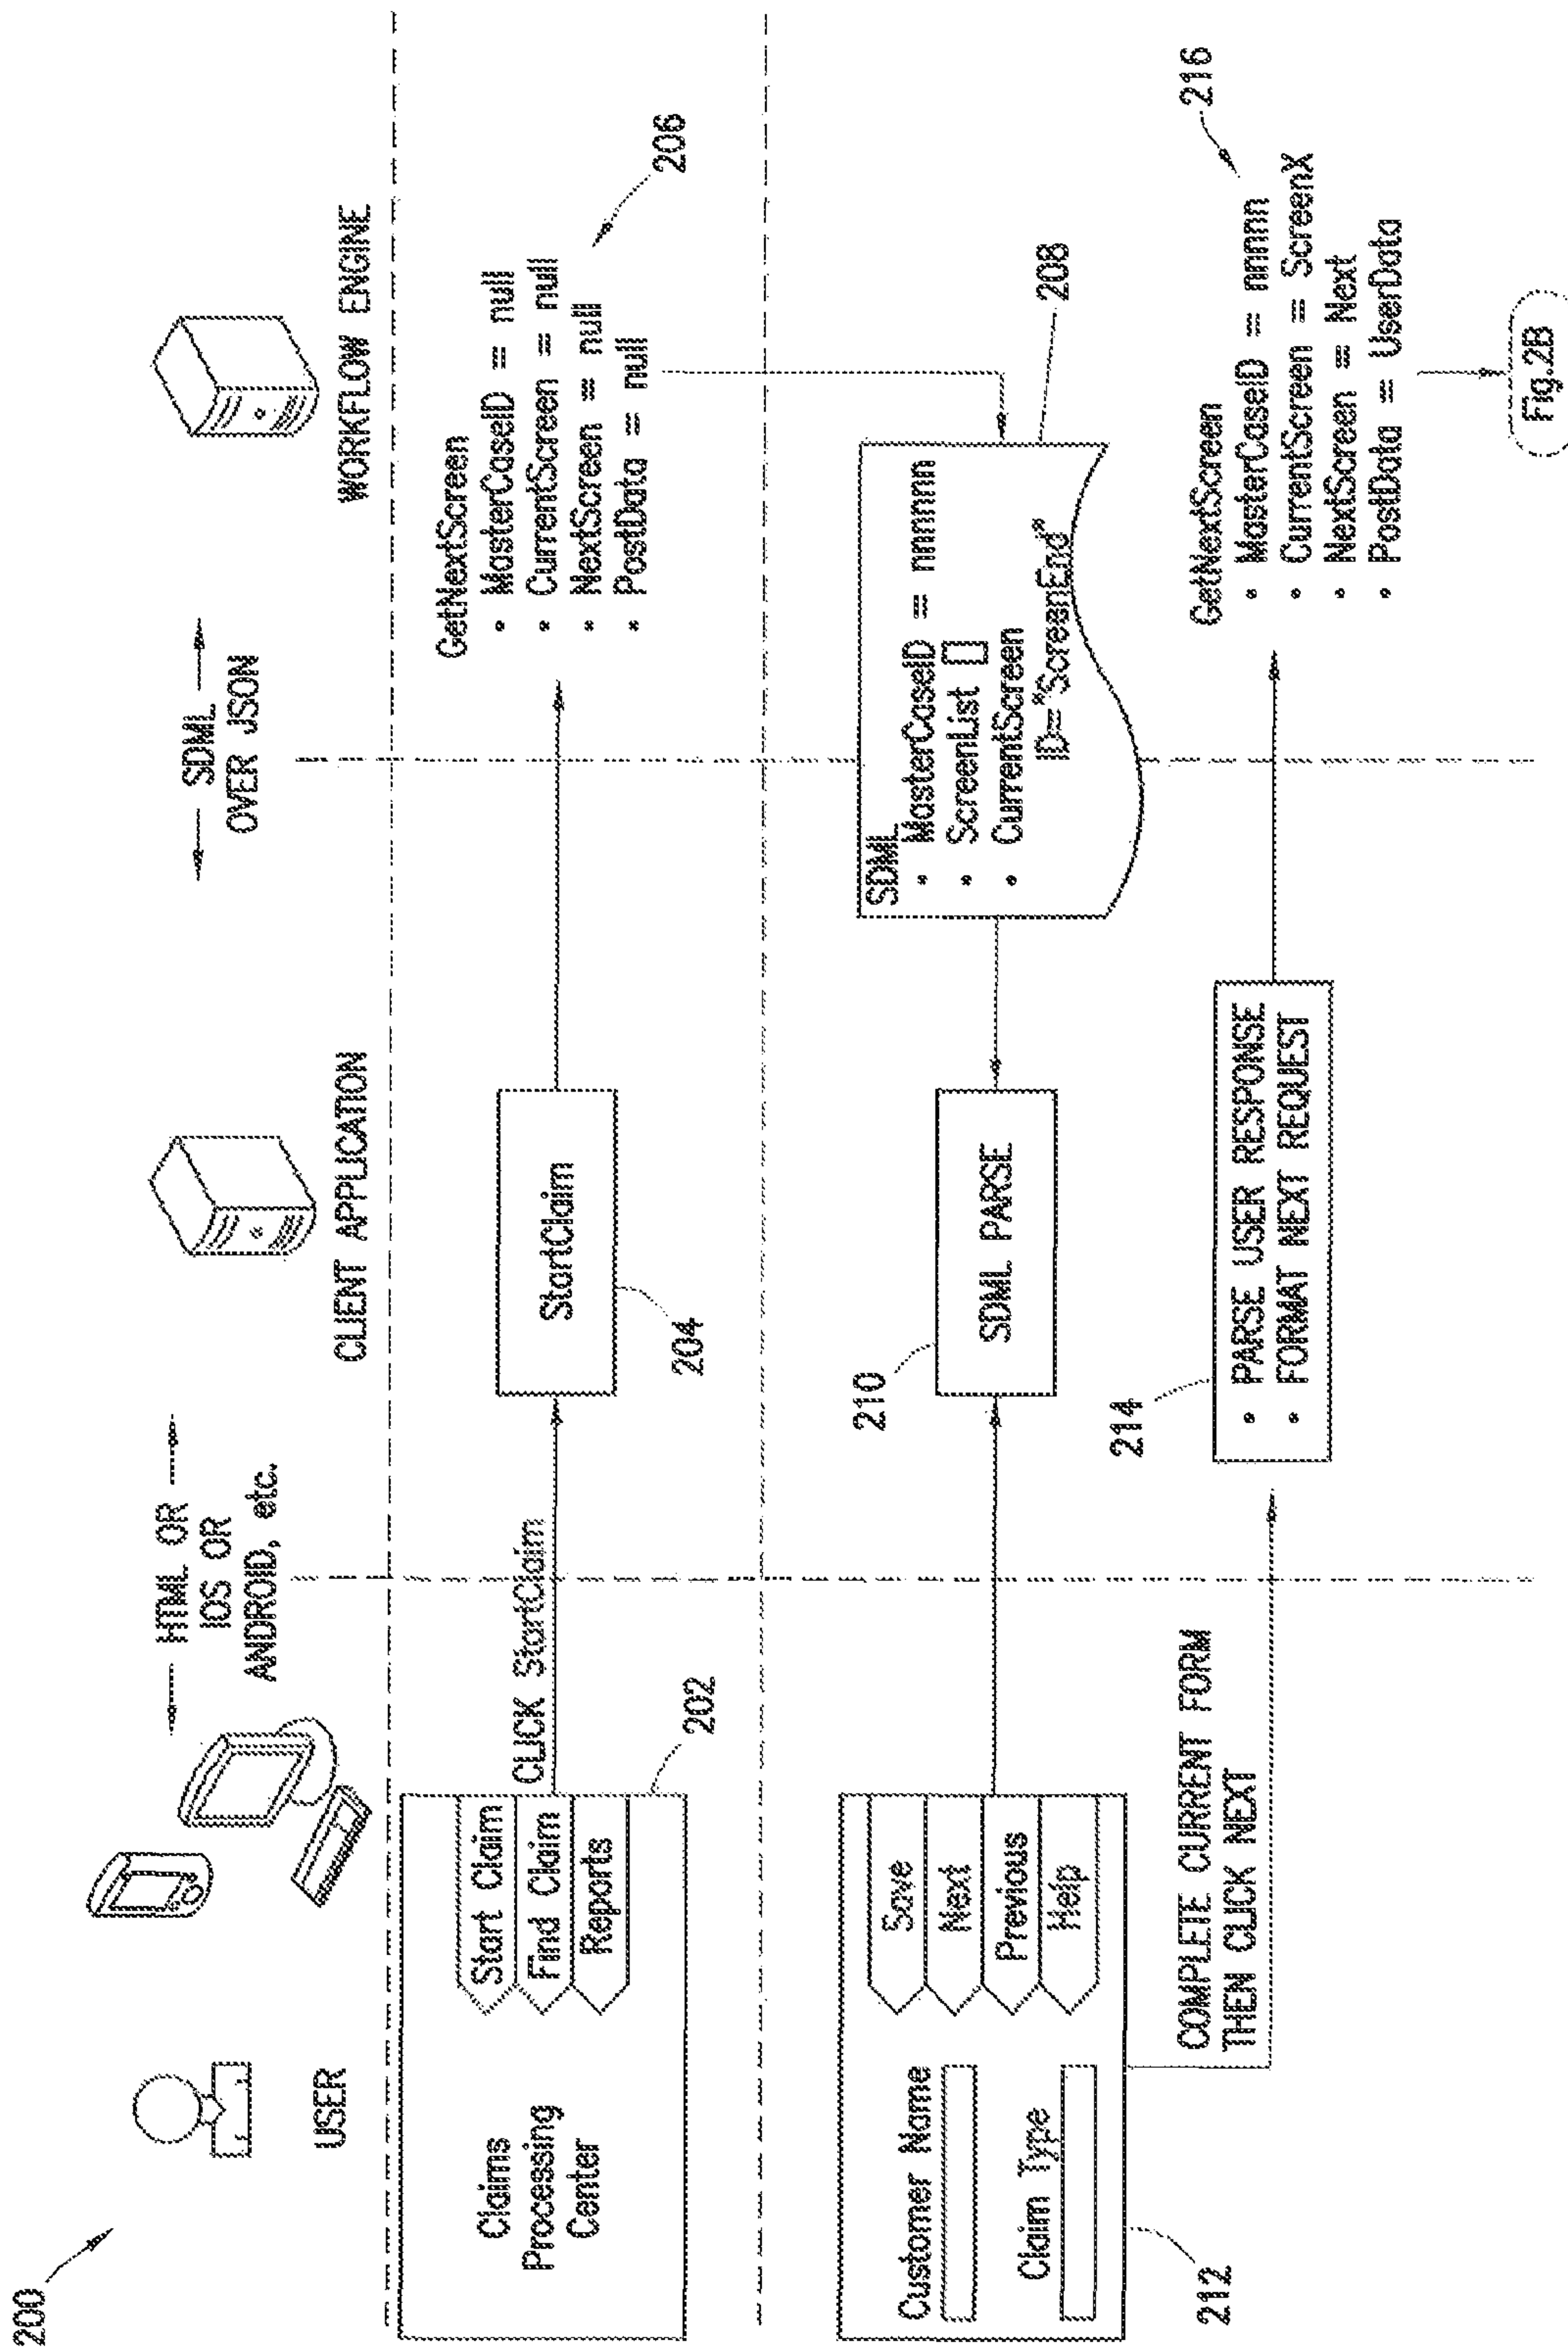 200
USER
HTML OR
IOS OR
ANDROID, etc.
CLIENT APPLICATION
SDML
OVER JSON
WORKFLOW ENGINE
Claims
Processing
Center
Start Claim
Find Claim
Reports
202
CLICK StartClaim
StartClaim
204
GetNextScreen
• MasterCaseID = null
• CurrentScreen = null
• NextScreen = null
• PostData = null
206
Customer Name
Claim Type
Save
Next
Previous
Help
212
SDML PARSE
210
SDML
• MasterCaseID = nnnnnn
• ScreenList []
• CurrentScreen
ID="ScreenEnd"
208
COMPLETE CURRENT FORM
THEN CLICK NEXT
214
• PARSE USER RESPONSE
• FORMAT NEXT REQUEST
GetNextScreen
• MasterCaseID = nnnnn
• CurrentScreen = ScreenX
• NextScreen = Next
• PostData = UserData
216
Fig.2B